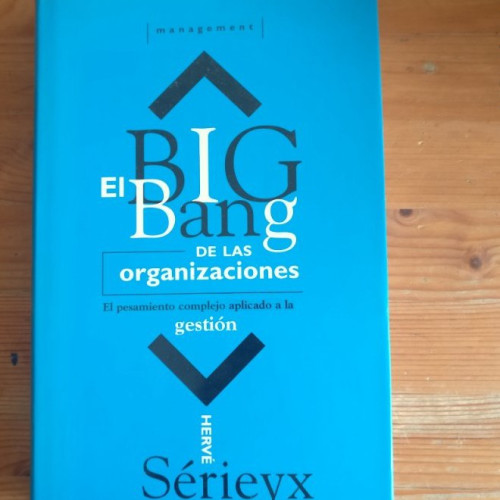 management
El BIG
Bang
DE LAS
organizaciones
El pesamiento complejo aplicado a la
gestión
HERVÉ
Sérieyx